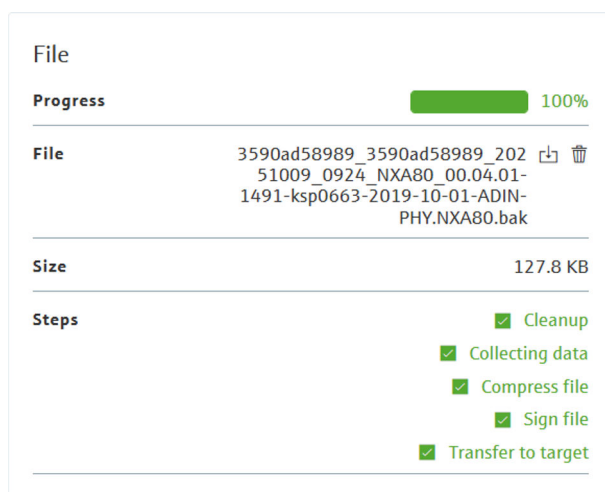 File
Progress 100%
File 3590ad58989_3590ad58989_202
51009_0924_NXA80_00.04.01-
1491-ksp0663-2019-10-01-ADIN-
PHY.NXA80.bak
Size 127.8 KB
Steps Cleanup
Collecting data
Compress file
Sign file
Transfer to target